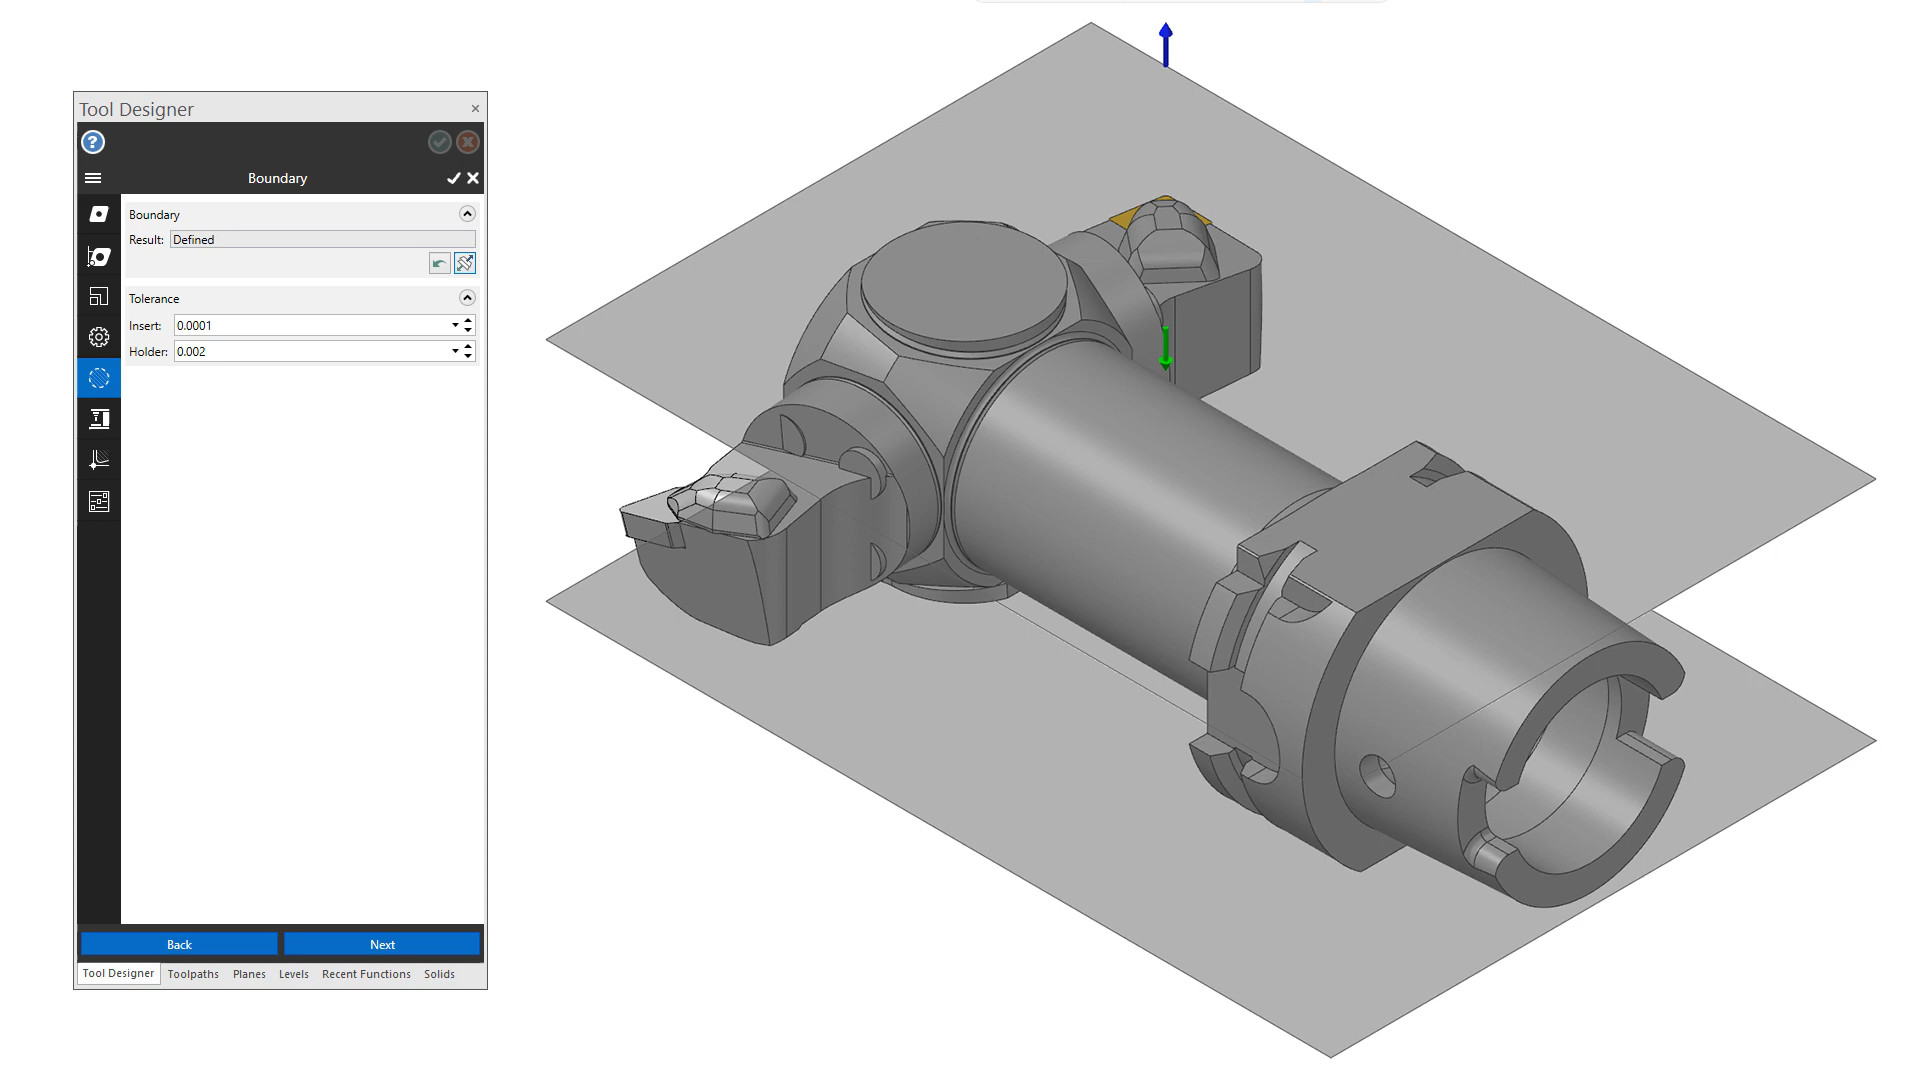 Tool Designer
?
Boundary
Boundary
Result: Defined
Tolerance
Insert: 0.0001
Holder: 0.002
Back Next
Tool Designer Toolpaths Planes Levels Recent Functions Solids